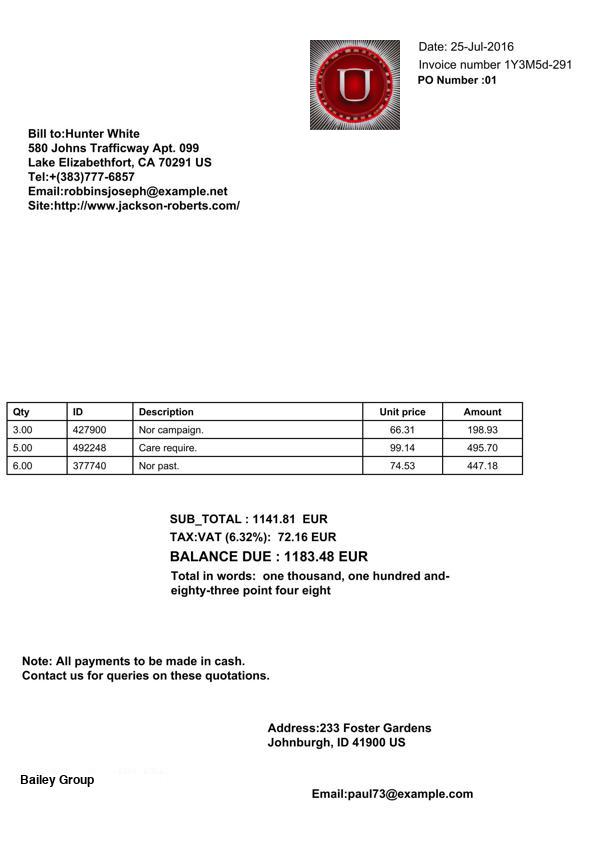 Date: 25-Jul-2016
Invoice number 1Y3M5d-291
PO Number :01
U
Bill to:Hunter White
580 Johns Trafficway Apt. 099
Lake Elizabethfort, CA 70291 US
Tel:+(383)777-6857
Email:robbinsjoseph@example.net
Site:http://www.jackson-roberts.com/
Qty ID Description Unit price Amount
3.00 427900 Nor campaign. 66.31 198.93
5.00 492248 Care require. 99.14 495.70
6.00 377740 Nor past. 74.53 447.18
SUB_TOTAL : 1141.81 EUR
TAX:VAT (6.32%): 72.16 EUR
BALANCE DUE : 1183.48 EUR
Total in words: one thousand, one hundred and-
eighty-three point four eight
Note: All payments to be made in cash.
Contact us for queries on these quotations.
Address:233 Foster Gardens
Johnburgh, ID 41900 US
Bailey Group
Email:paul73@example.com